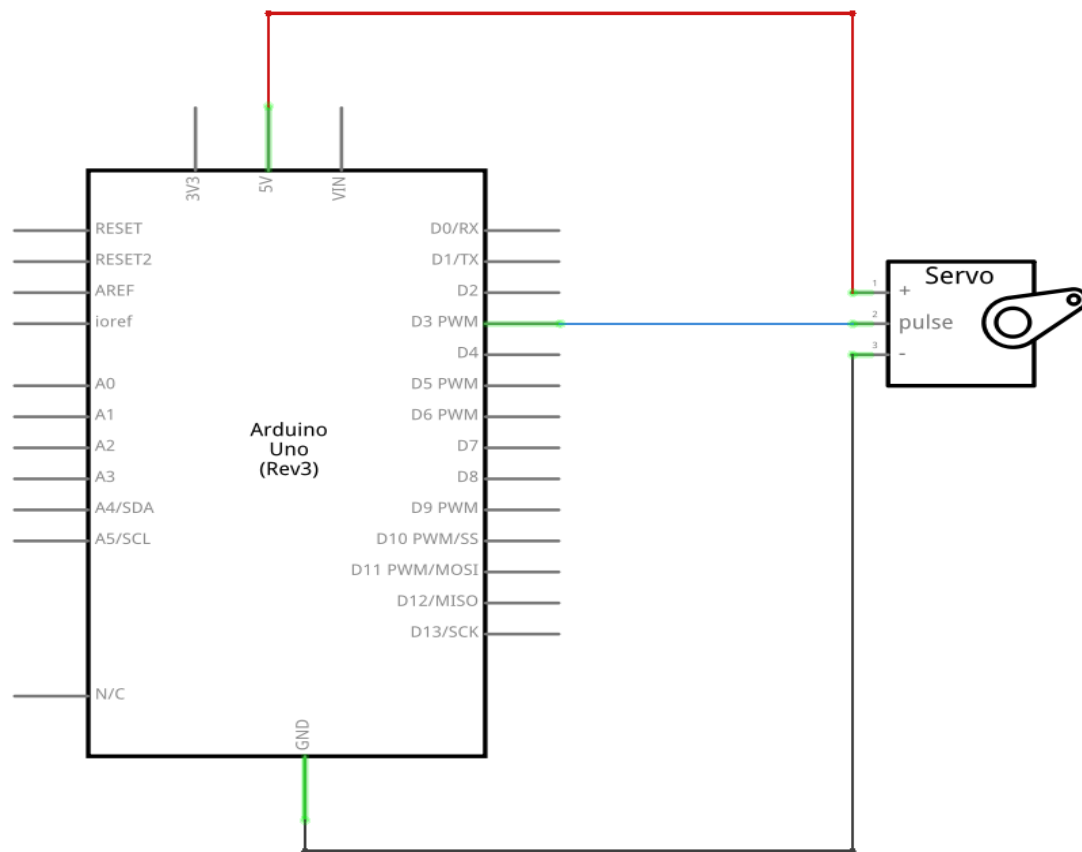 3V3
5V
VIN
RESET
RESET2
AREF
ioref
A0
A1
A2
A3
A4/SDA
A5/SCL
N/C
Arduino
Uno
(Rev3)
D0/RX
D1/TX
D2
D3 PWM
D4
D5 PWM
D6 PWM
D7
D8
D9 PWM
D10 PWM/SS
D11 PWM/MOSI
D12/MISO
D13/SCK
GND
Servo
1
+
2
pulse
3
-